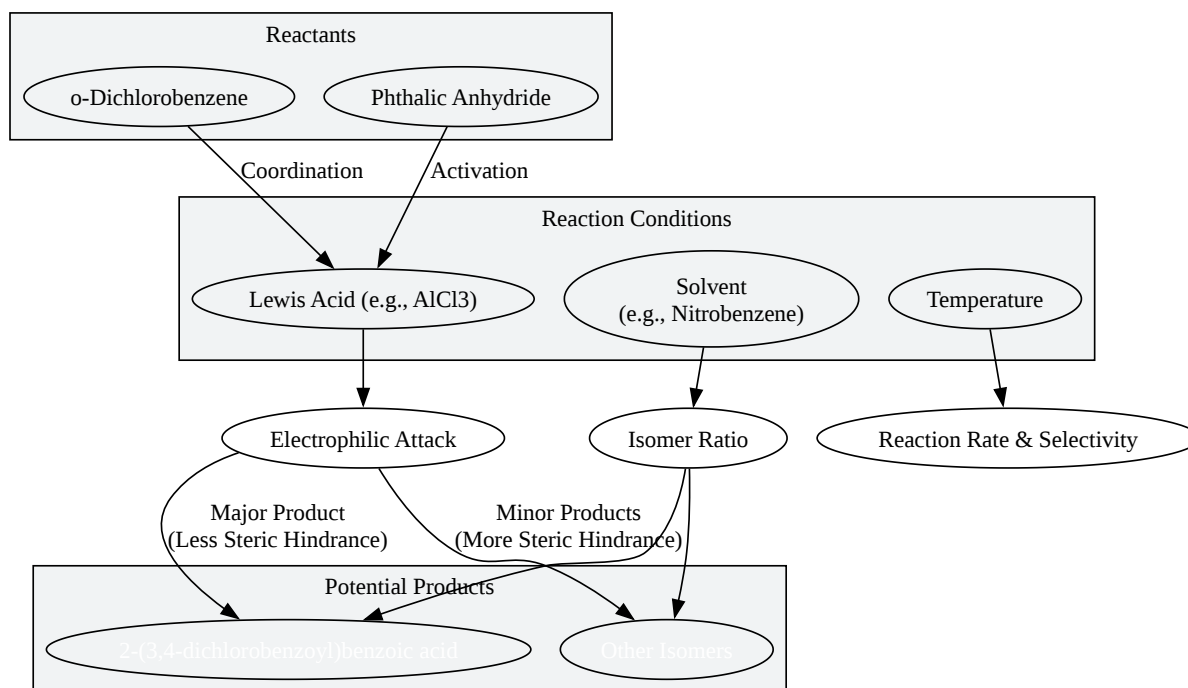 Reactants
o-Dichlorobenzene
Phthalic Anhydride
Coordination
Activation
Reaction Conditions
Lewis Acid (e.g., AlCl3)
Solvent
(e.g., Nitrobenzene)
Temperature
Electrophilic Attack
Isomer Ratio
Reaction Rate & Selectivity
Major Product
(Less Steric Hindrance)
Minor Products
(More Steric Hindrance)
Potential Products
2-(3,4-dichlorobenzoyl)benzoic acid
Other Isomers